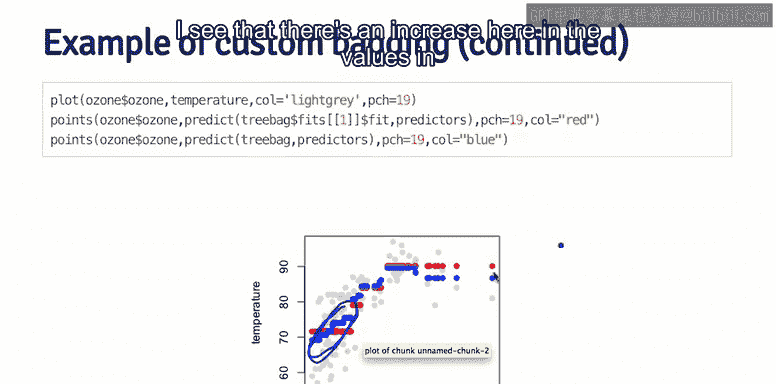 I see that there's an increase here in the
values in
Example of custom bagging (continued)
plot(ozone$ozone,temperature,col='lightgrey',pch=19)
points(ozone$ozone,predict(treebag$fits[[1]]$fit,predictors),pch=19,col="red")
points(ozone$ozone,predict(treebag,predictors),pch=19,col="blue")
temperature
90
80
70
60
plot of chunk unnamed-chunk-2